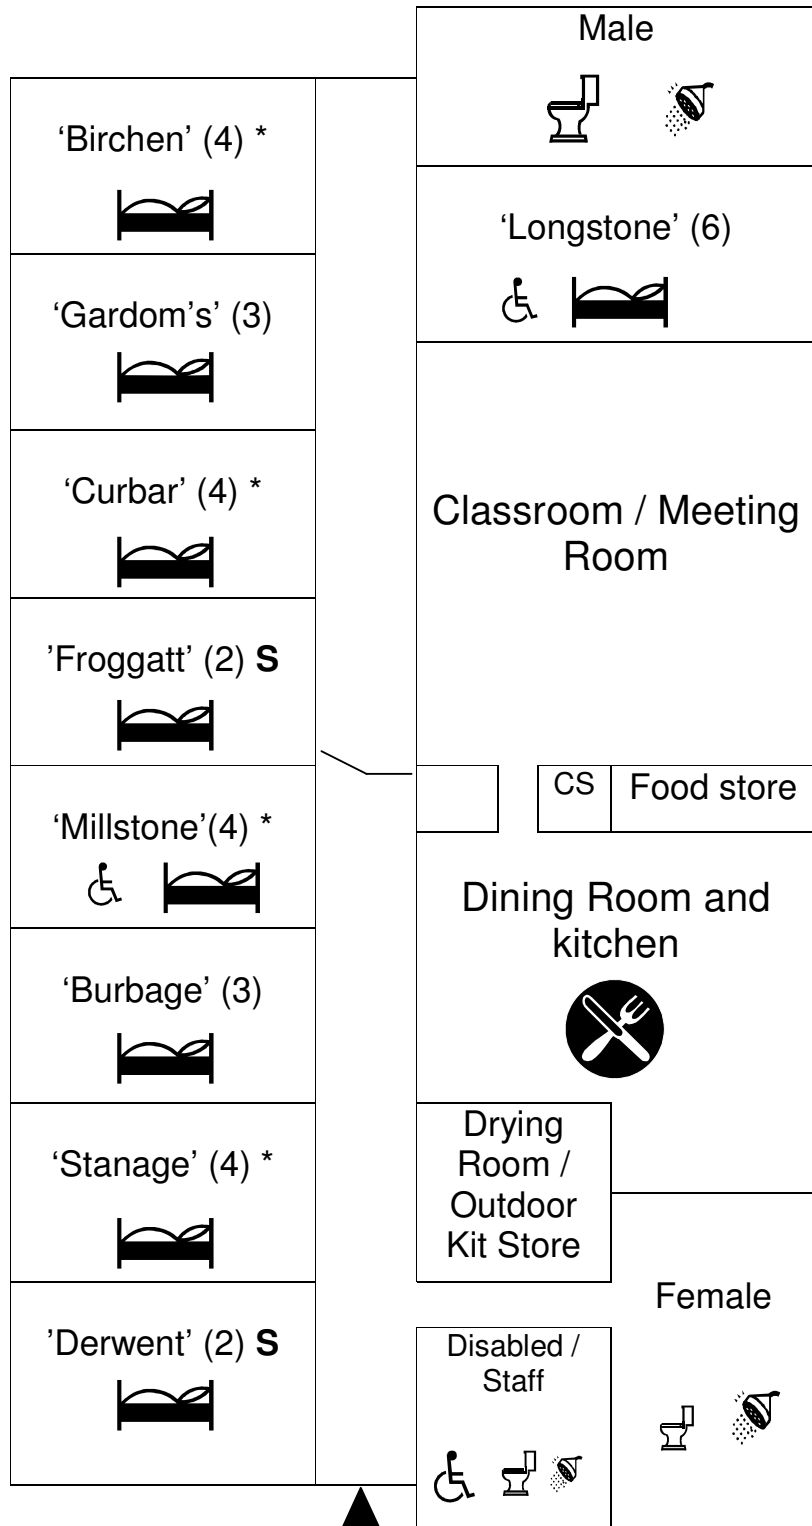 Male
‘Birchen’ (4) *
‘Longstone’ (6)
‘Gardom's’ (3)
‘Curbar’ (4) *
Classroom / Meeting
Room
’Froggatt’ (2) S
CS
Food store
‘Millstone’(4) *
Dining Room and
kitchen
‘Burbage’ (3)
Drying
Room /
Outdoor
Kit Store
‘Stanage’ (4) *
Female
’Derwent’ (2) S
Disabled /
Staff